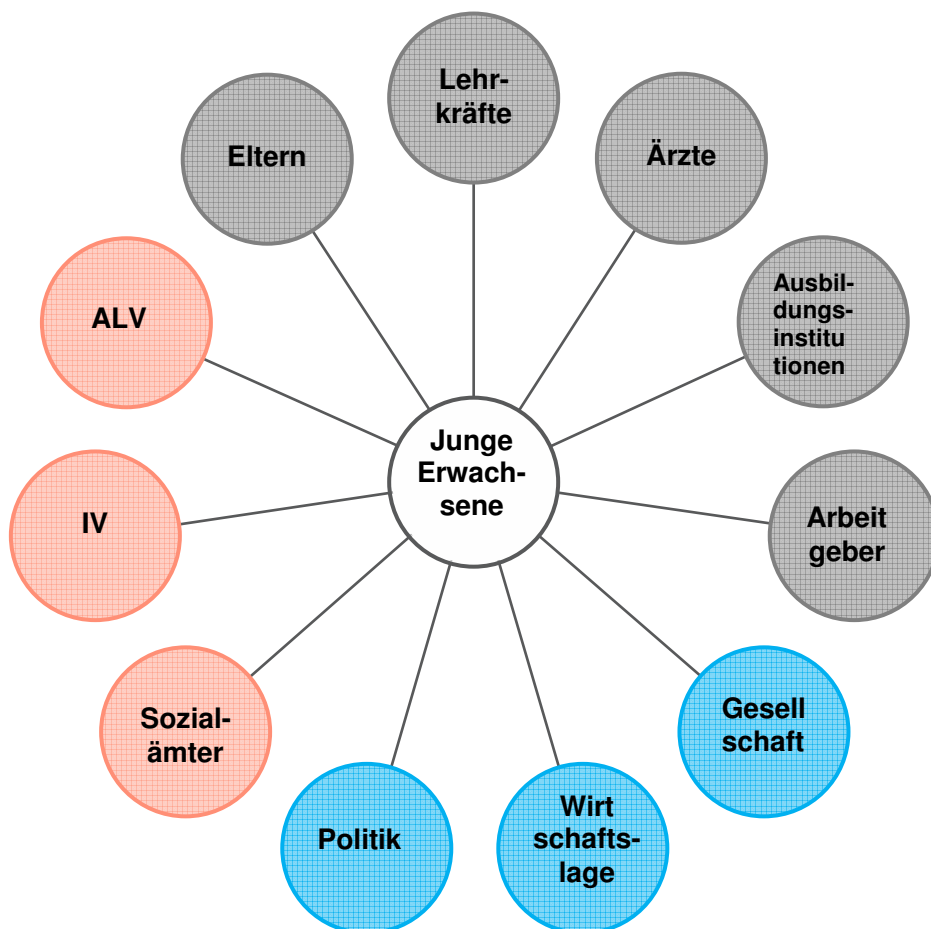 Lehr-
kräfte
Eltern
Ärzte
ALV
Ausbil-
dungs-
institu
tionen
Junge
Erwach-
sene
IV
Arbeit
geber
Sozial-
ämter
Gesell
schaft
Politik
Wirt
schafts-
lage